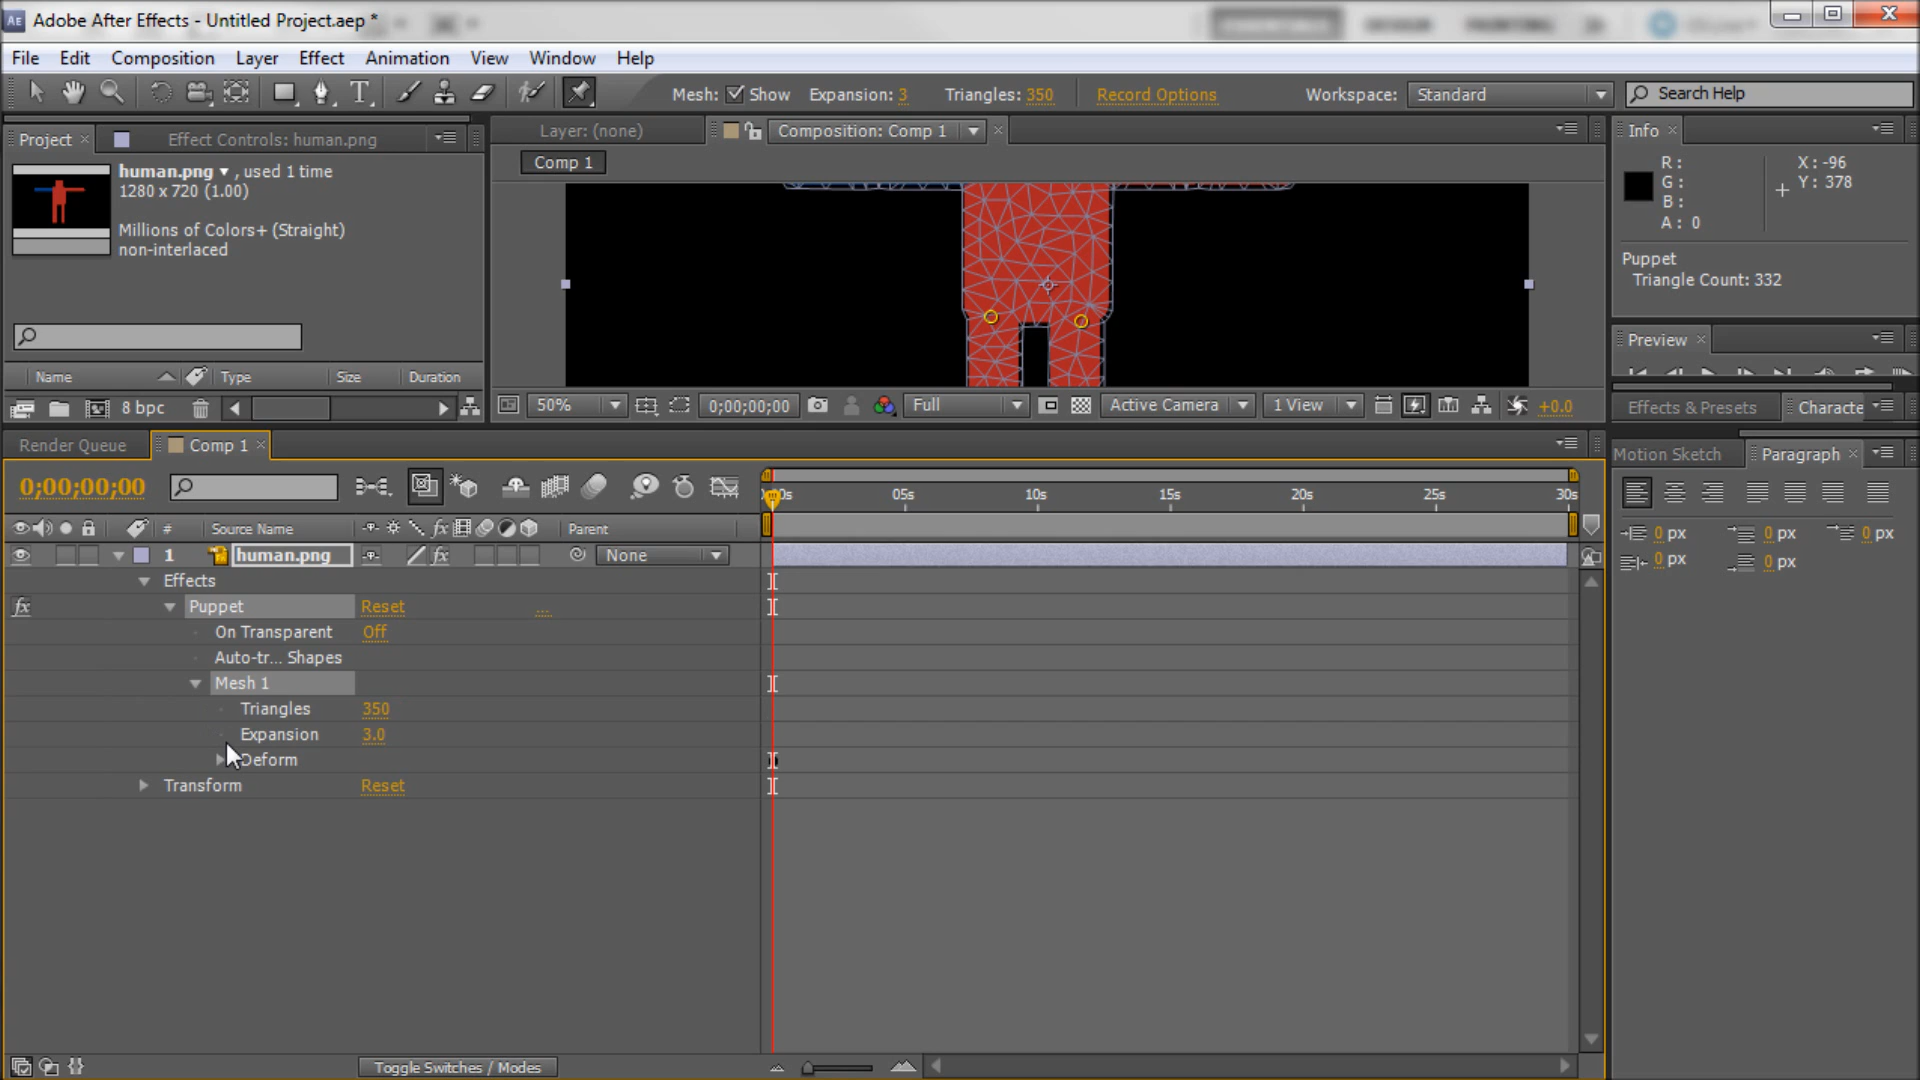 Adobe After Effects - Untitled Project.aep *
File Edit Composition Layer Effect Animation View Window Help
Mesh: Show Expansion: 3 Triangles: 350 Record Options Workspace: Standard Search Help
Project Effect Controls: human.png
human.png , used 1 time
1280 x 720 (1.00)
Millions of Colors+ (Straight)
non-interlaced
Name Type Size Duration
8 bpc
Layer: (none) Composition: Comp 1
Comp 1
50% 0;00;00;00 Full Active Camera 1 View +0.0
Info
R: X: -96
G: Y: 378
B:
A: 0
Puppet
Triangle Count: 332
Preview
Effects & Presets Characte
Motion Sketch Paragraph
0 px 0 px 0 px
0 px 0 px
Render Queue Comp 1
0;00;00;00
05s 10s 15s 20s 25s 30s
# Source Name Parent
1 human.png None
Effects
fx Puppet Reset ...
On Transparent Off
Auto-tr... Shapes
Mesh 1
Triangles 350
Expansion 3.0
Deform
Transform Reset
Toggle Switches / Modes